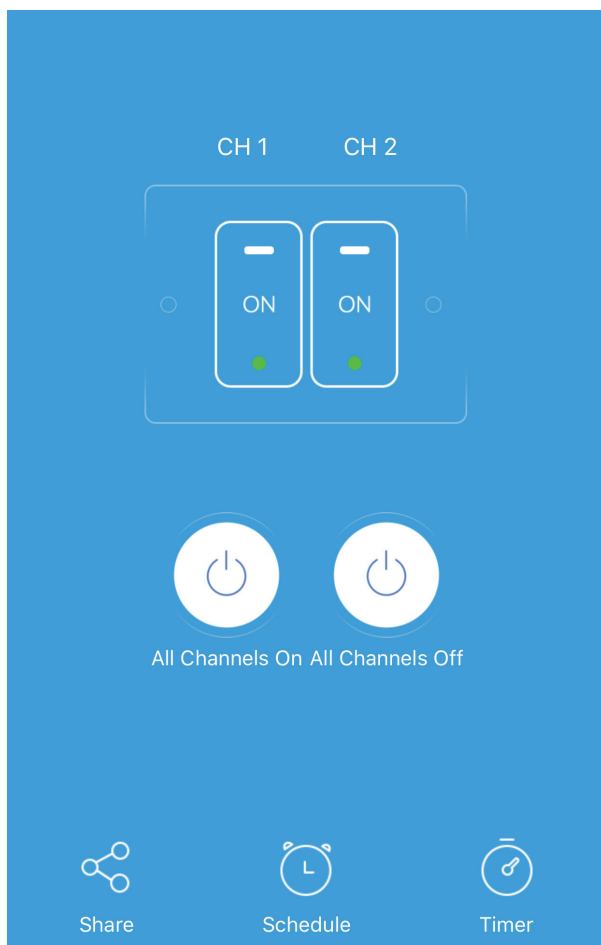 CH 1 CH 2
ON ON
All Channels On All Channels Off
Share Schedule Timer